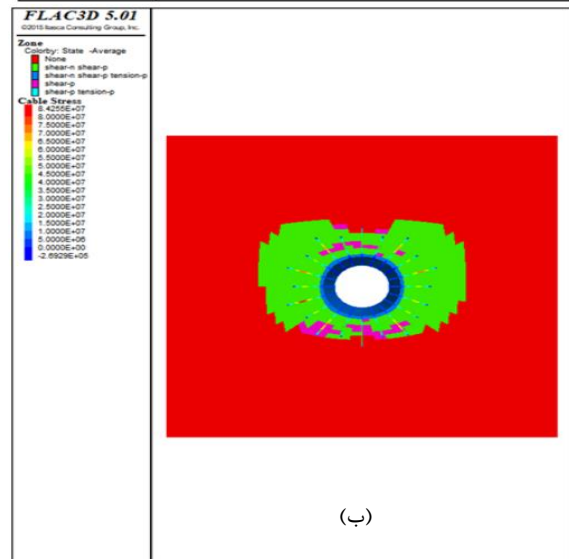 FLAC3D 5.01
©2015 Itasca Consulting Group, Inc.
Zone
Colorby: State -Average
None
shear-n shear-p
shear-n shear-p tension-p
shear-p
shear-p tension-p
Cable Stress
8.4255E+07
8.0000E+07
7.5000E+07
7.0000E+07
6.5000E+07
6.0000E+07
5.5000E+07
5.0000E+07
4.5000E+07
4.0000E+07
3.5000E+07
3.0000E+07
2.5000E+07
2.0000E+07
1.5000E+07
1.0000E+07
5.0000E+06
0.0000E+00
-2.6929E+05
(ب)